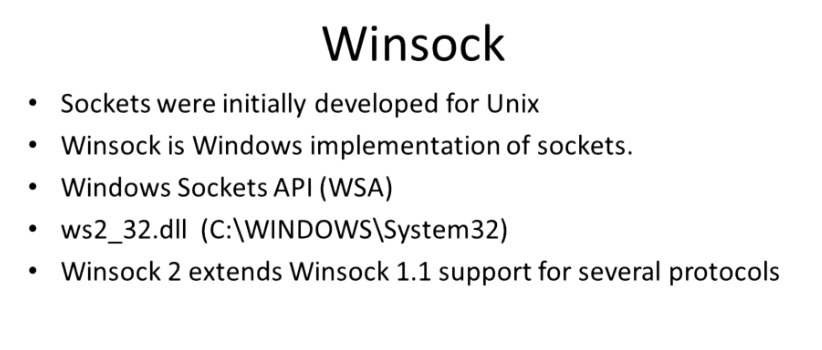 Winsock
• Sockets were initially developed for Unix
• Winsock is Windows implementation of sockets.
• Windows Sockets API (WSA)
• ws2_32.dll  (C:\WINDOWS\System32)
• Winsock 2 extends Winsock 1.1 support for several protocols